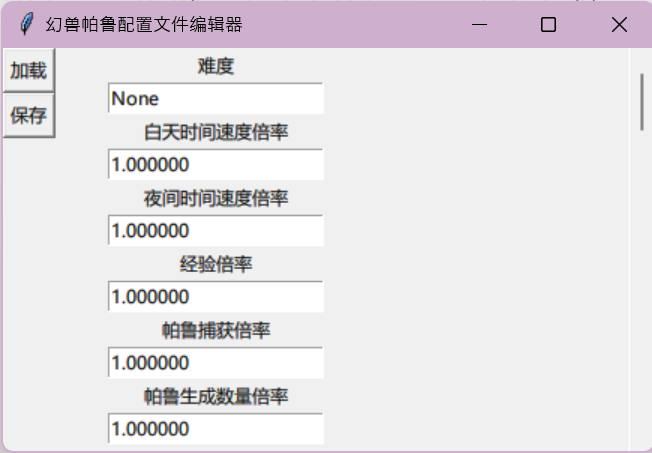 幻兽帕鲁配置文件编辑器
加载
保存
难度
None
白天时间速度倍率
1.000000
夜间时间速度倍率
1.000000
经验倍率
1.000000
帕鲁捕获倍率
1.000000
帕鲁生成数量倍率
1.000000